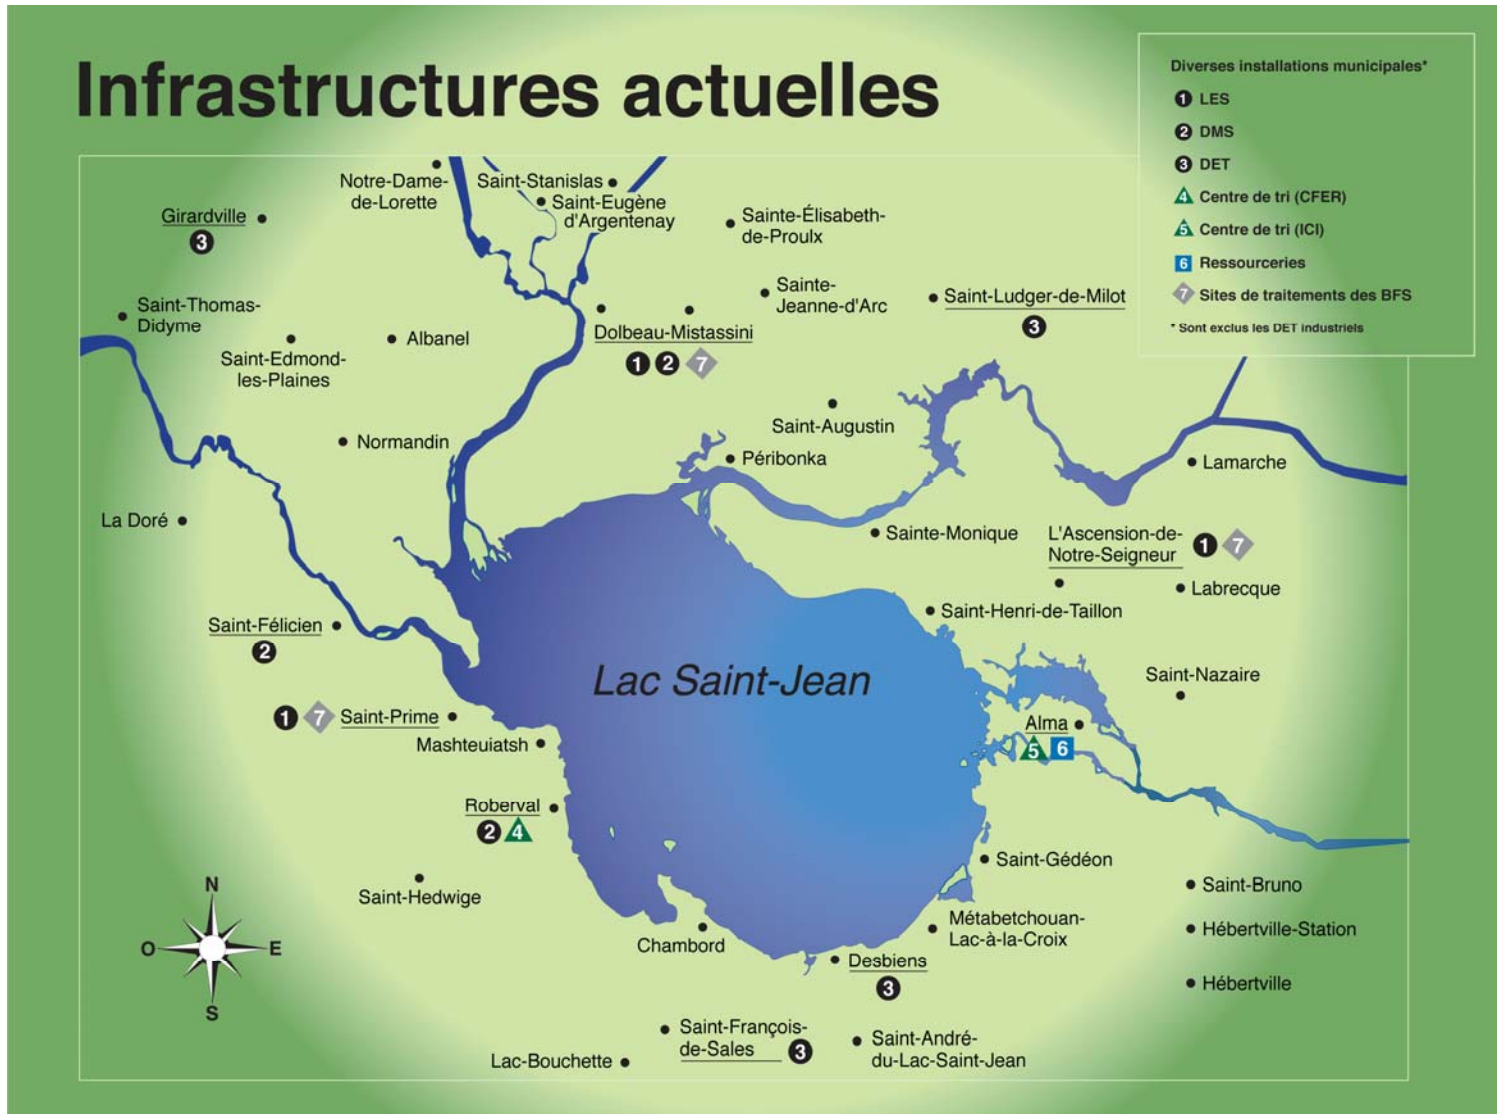 Infrastructures actuelles
Diverses installations municipales*
1 LES
2 DMS
3 DET
4 Centre de tri (CFER)
5 Centre de tri (ICI)
6 Ressourceries
7 Sites de traitements des BFS
* Sont exclus les DET industriels
Notre-Dame-
de-Lorette
Saint-Stanislas
Saint-Eugène
d'Argentenay
Girardville
3
Sainte-Élisabeth-
de-Proulx
Saint-Thomas-
Didyme
Sainte-
Jeanne-d'Arc
Saint-Ludger-de-Milot
3
Saint-Edmond-
les-Plaines
Albanel
Dolbeau-Mistassini
1 2 7
Saint-Augustin
Normandin
Péribonka
Lamarche
La Doré
Sainte-Monique
L'Ascension-de-
Notre-Seigneur
1 7
Labrecque
Saint-Henri-de-Taillon
Saint-Félicien
2
Lac Saint-Jean
Saint-Nazaire
1 7 Saint-Prime
Mashteuiatsh
Alma
5 6
Roberval
2 4
Saint-Gédéon
Saint-Hedwige
Saint-Bruno
Métabetchouan-
Lac-à-la-Croix
Hébertville-Station
Chambord
Desbiens
3
Hébertville
N
O
E
S
Saint-François-
de-Sales
3
Saint-André-
du-Lac-Saint-Jean
Lac-Bouchette